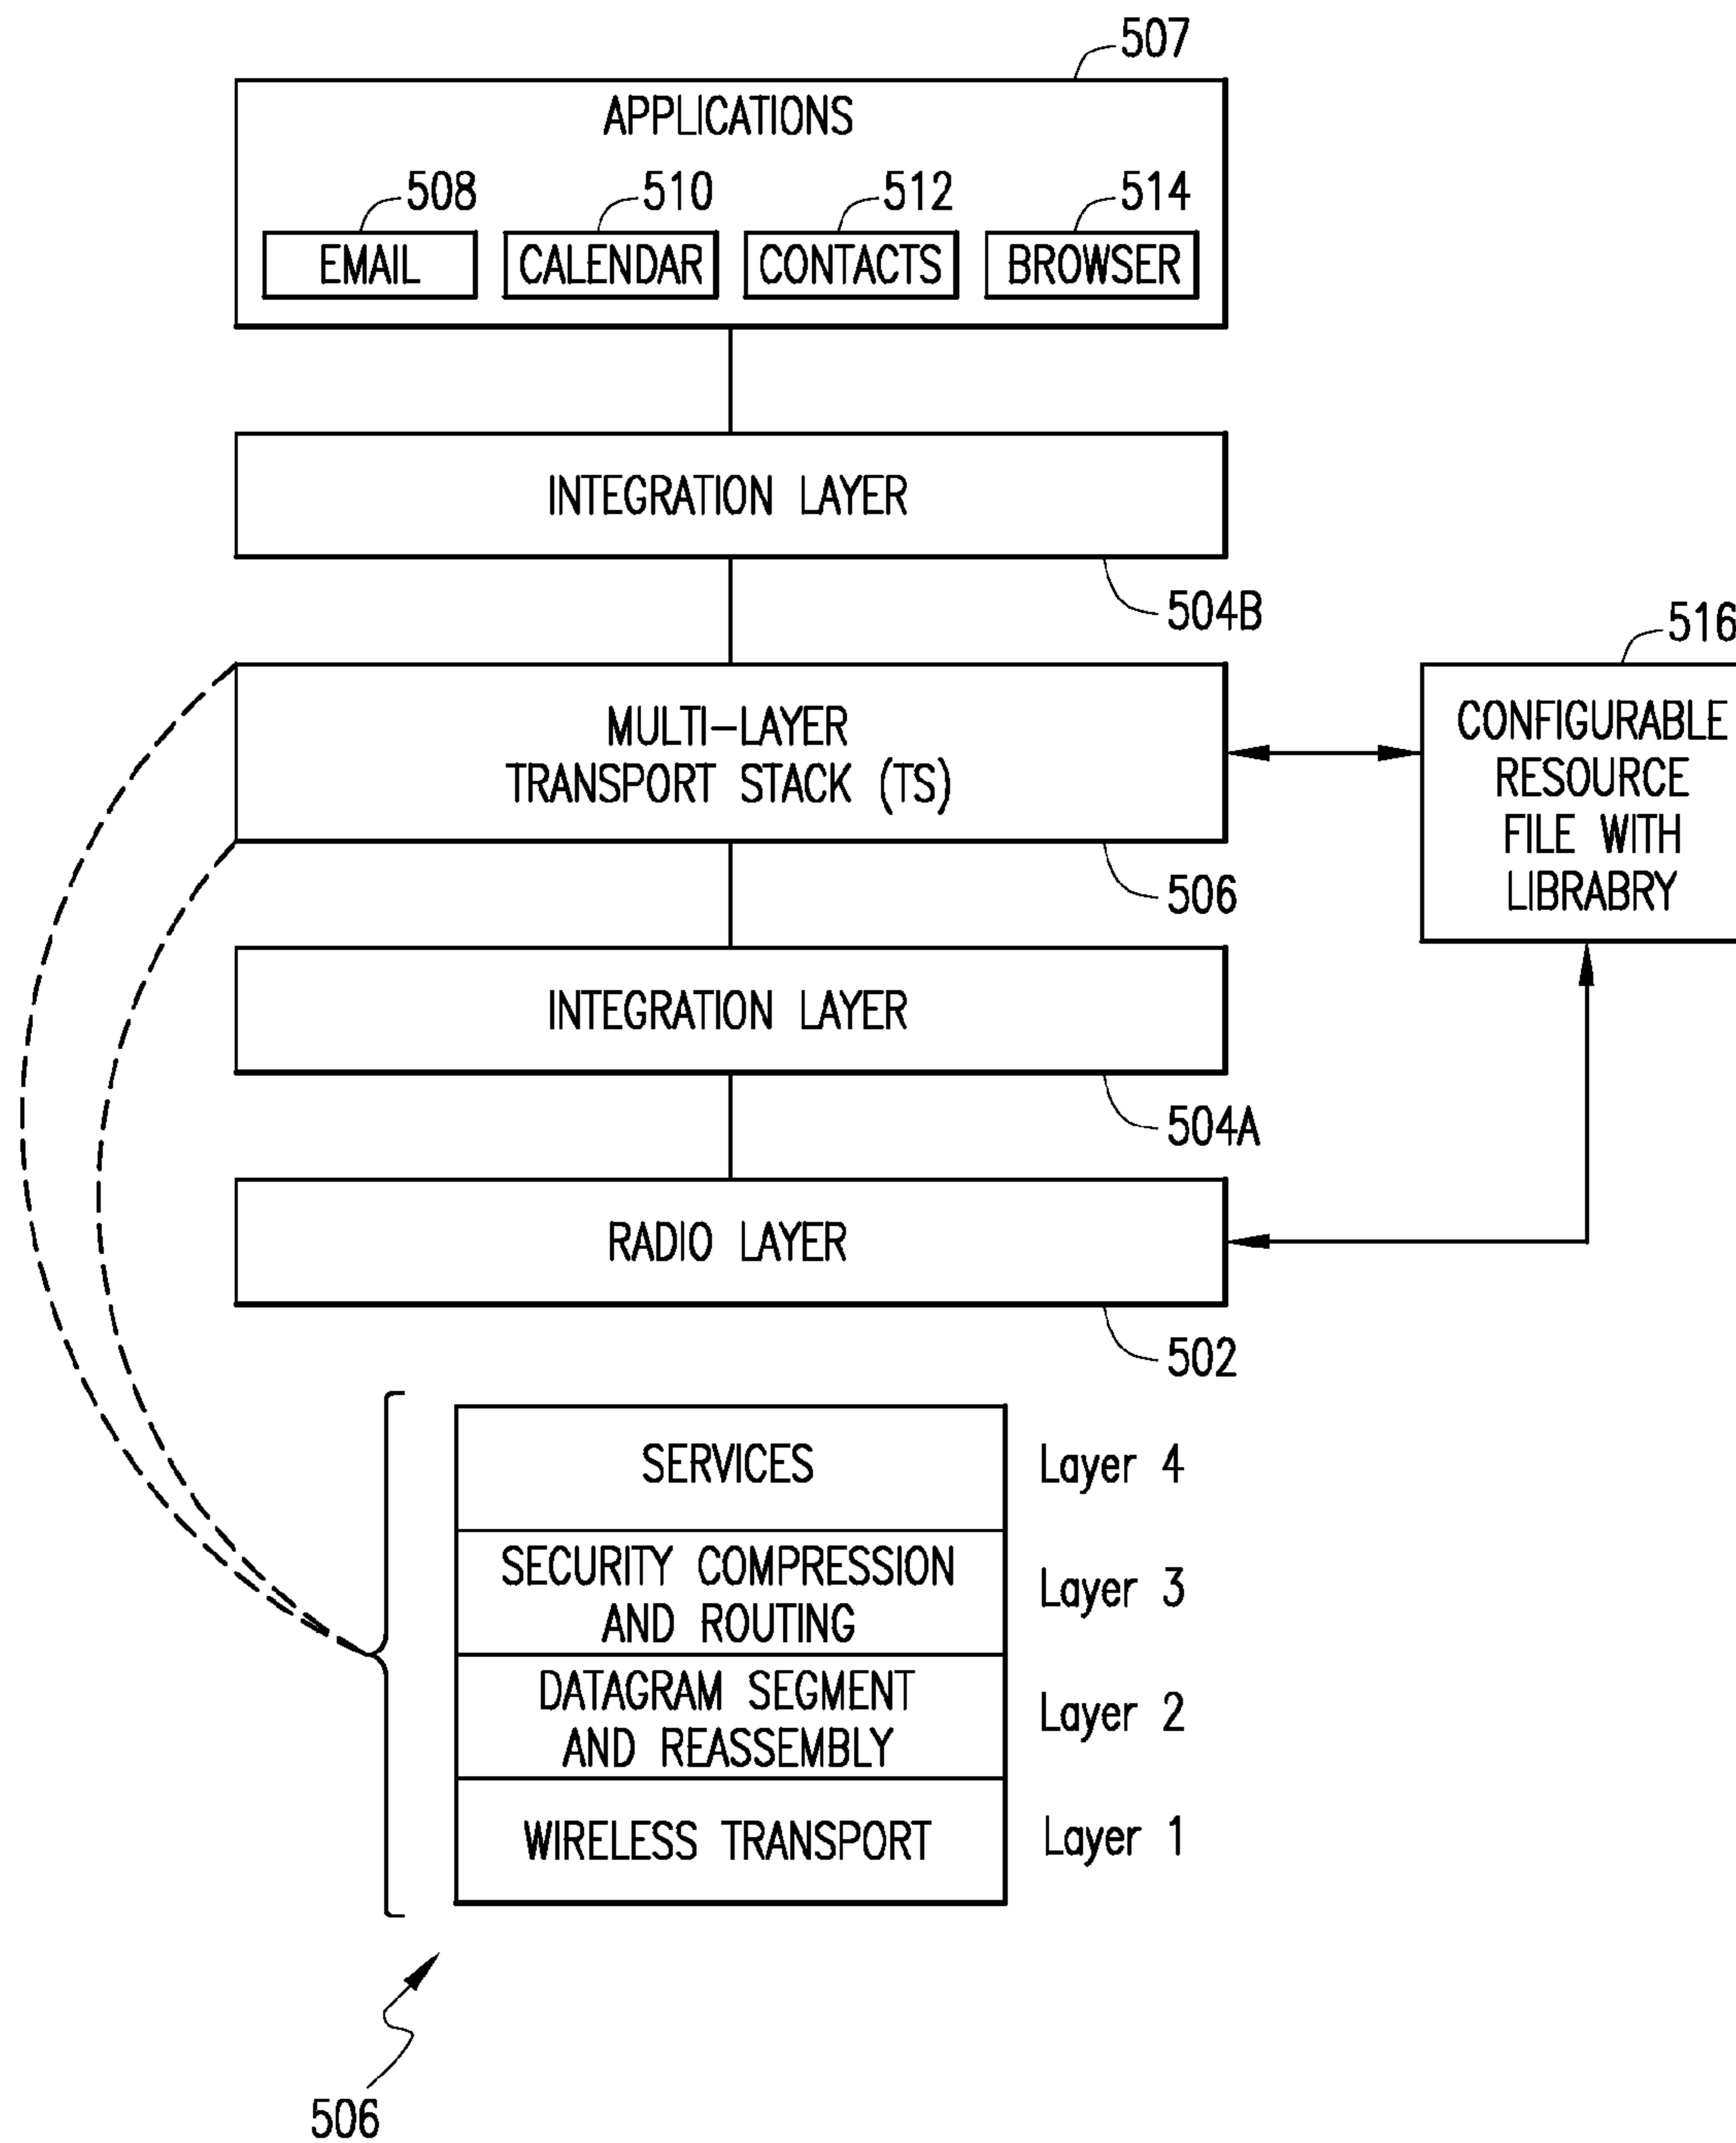 507
APPLICATIONS
508
510
512
514
EMAIL
CALENDAR
CONTACTS
BROWSER
INTEGRATION LAYER
504B
516
MULTI-LAYER
TRANSPORT STACK (TS)
CONFIGURABLE
RESOURCE
FILE WITH
LIBRABRY
506
INTEGRATION LAYER
504A
RADIO LAYER
502
SERVICES
Layer 4
SECURITY COMPRESSION
AND ROUTING
Layer 3
DATAGRAM SEGMENT
AND REASSEMBLY
Layer 2
WIRELESS TRANSPORT
Layer 1
506